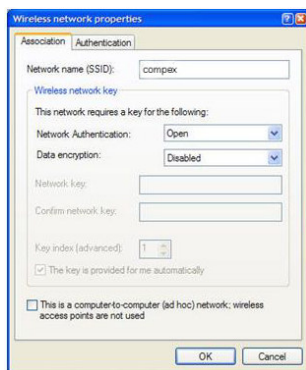 Wireless network properties
Association
Authentication
Network name (SSID):
compex
Wireless network key
This network requires a key for the following:
Network Authentication:
Open
Data encryption:
Disabled
Network key:
Confirm network key:
Key index (advanced):
1
The key is provided for me automatically
This is a computer-to-computer (ad hoc) network; wireless
access points are not used
OK
Cancel